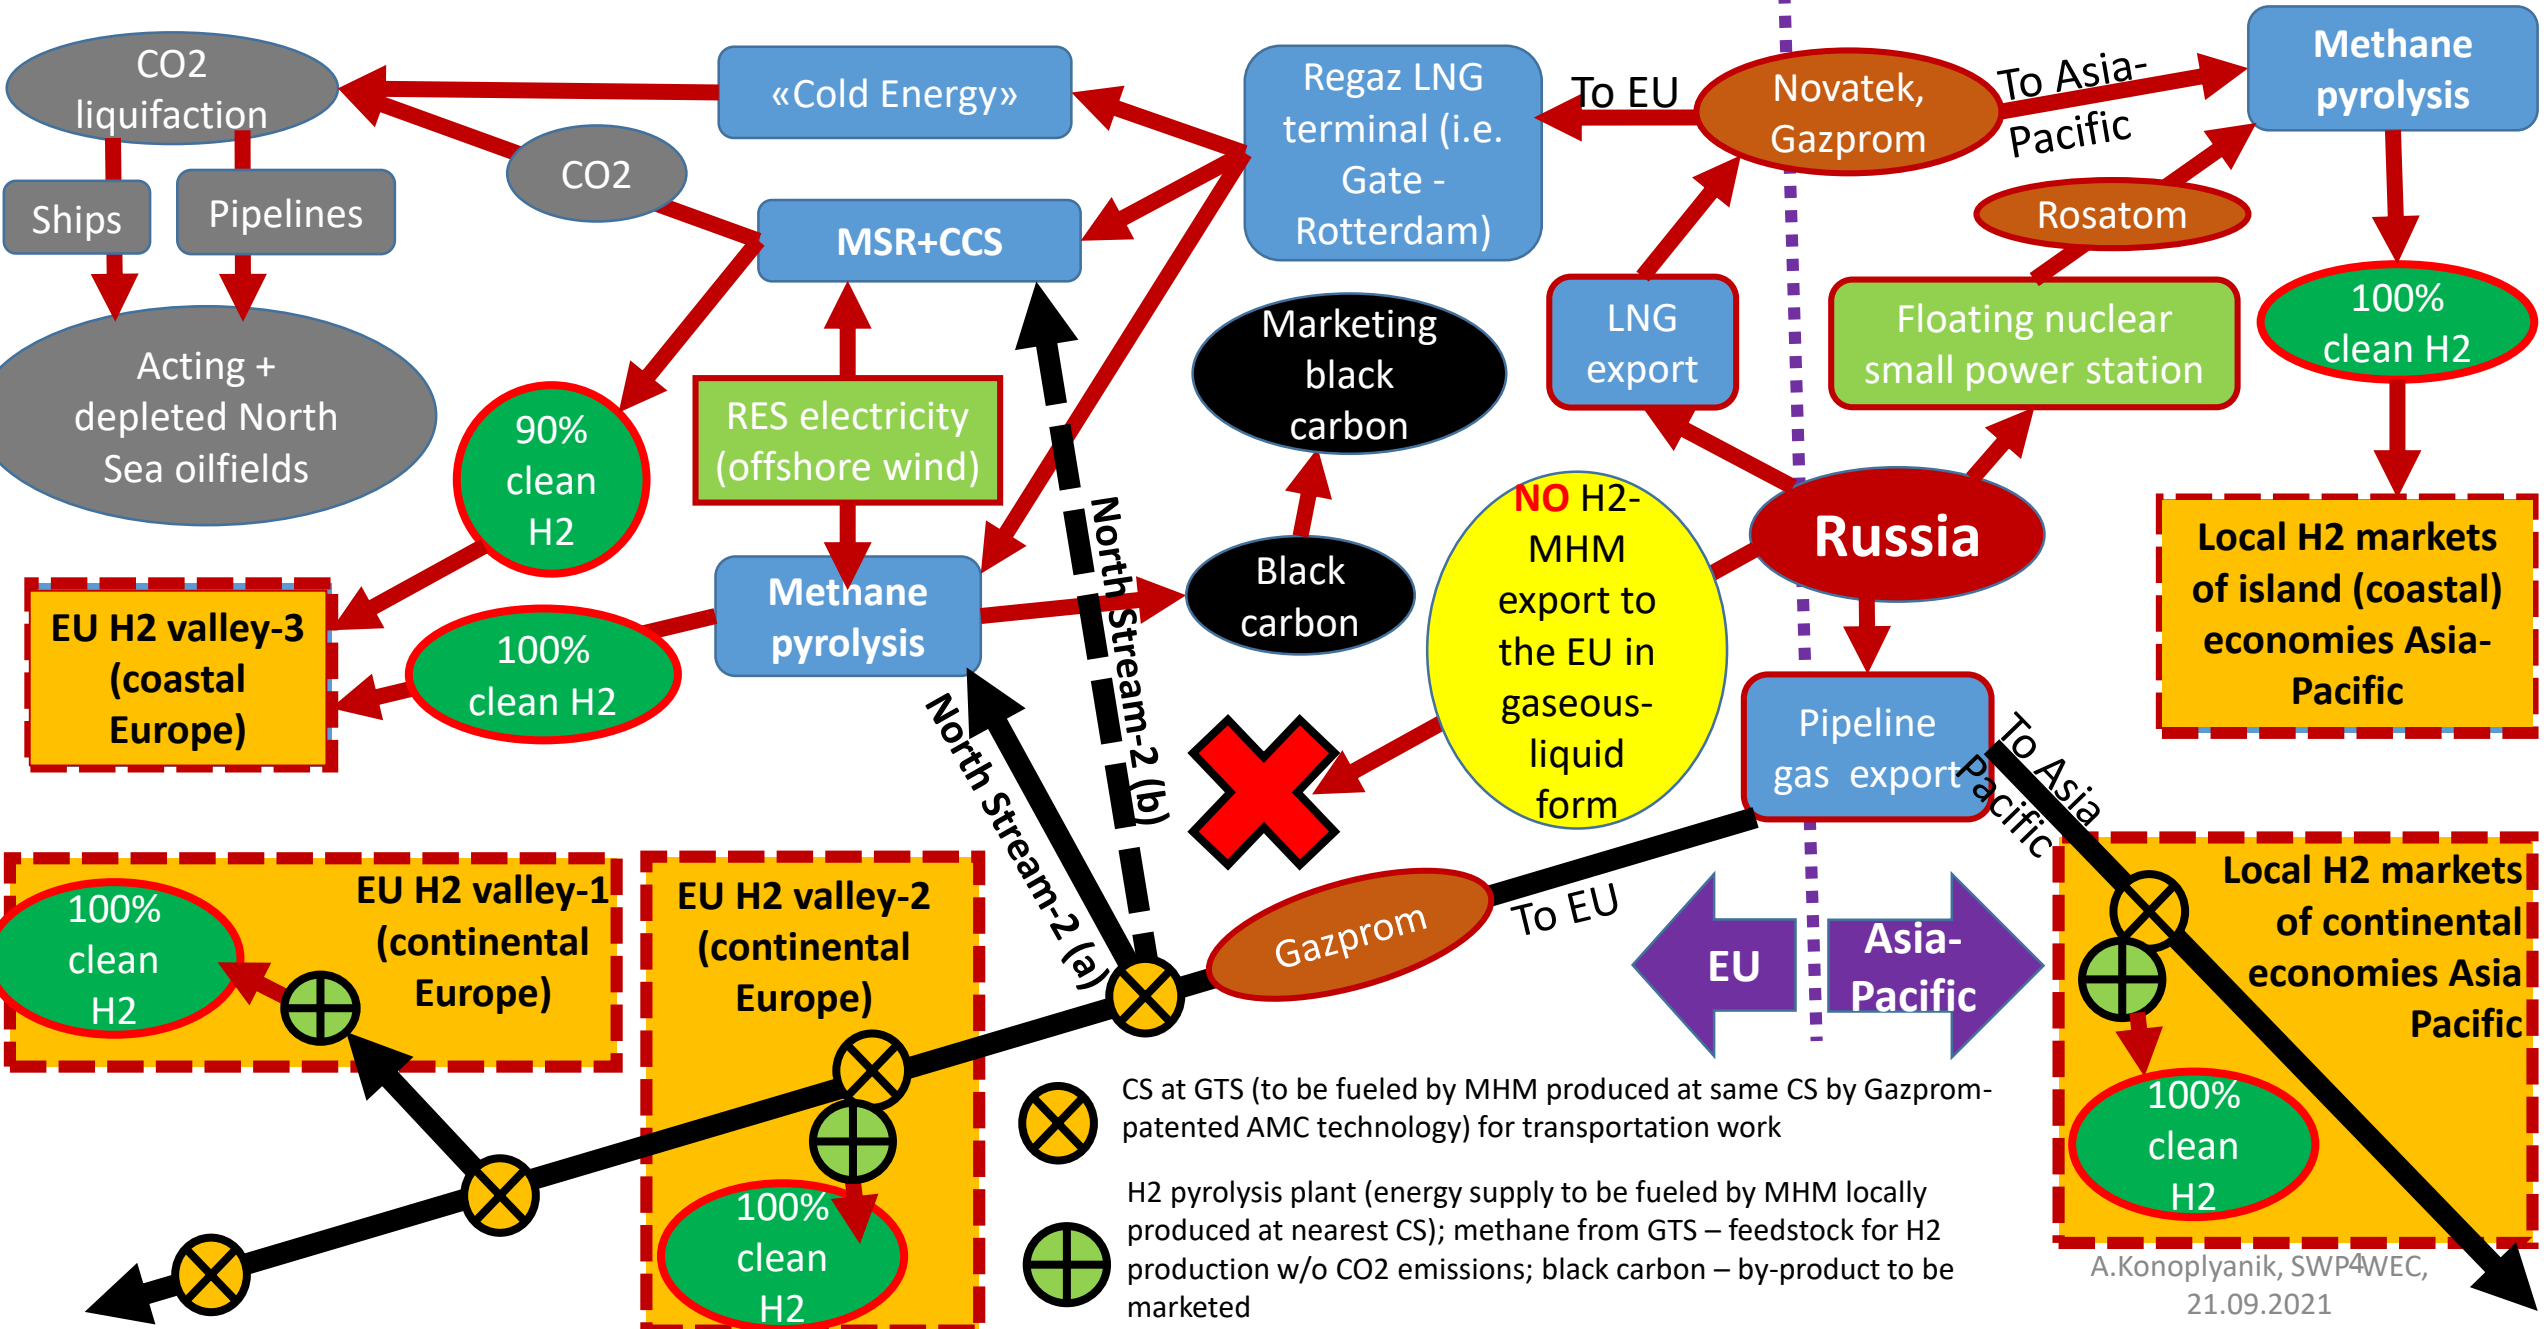 CO2
liquifaction
«Cold Energy»
Regaz LNG
terminal (i.e.
Gate -
Rotterdam)
To EU
Novatek,
Gazprom
To Asia-
Pacific
Methane
pyrolysis
CO2
Ships
Pipelines
MSR+CCS
Rosatom
Acting +
depleted North
Sea oilfields
90%
clean
H2
RES electricity
(offshore wind)
Marketing
black
carbon
LNG
export
Floating nuclear
small power station
100%
clean H2
NO H2-
MHM
export to
the EU in
gaseous-
liquid
form
Russia
Local H2 markets
of island (coastal)
economies Asia-
Pacific
EU H2 valley-3
(coastal
Europe)
100%
clean H2
Methane
pyrolysis
Black
carbon
North Stream-2 (a)
North Stream-2 (b)
Pipeline
gas  export
To Asia
Pacific
EU H2 valley-1
(continental
Europe)
100%
clean
H2
EU H2 valley-2
(continental
Europe)
100%
clean
H2
Gazprom
To EU
EU
Asia-
Pacific
Local H2 markets
of continental
economies Asia
Pacific
100%
clean
H2
CS at GTS (to be fueled by MHM produced at same CS by Gazprom-
patented AMC technology) for transportation work
H2 pyrolysis plant (energy supply to be fueled by MHM locally
produced at nearest CS); methane from GTS – feedstock for H2
production w/o CO2 emissions; black carbon – by-product to be
marketed
A.Konoplyanik, SWP-WEC,
21.09.2021
4